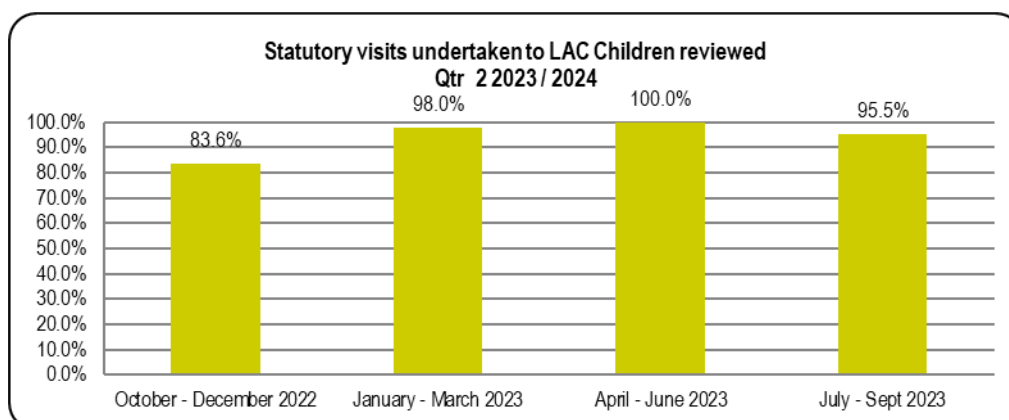 Statutory visits undertaken to LAC Children reviewed
Qtr 2 2023 / 2024
83.6%
98.0%
100.0%
95.5%
100.0%
90.0%
80.0%
70.0%
60.0%
50.0%
40.0%
30.0%
20.0%
10.0%
0.0%
October - December 2022
January - March 2023
April - June 2023
July - Sept 2023